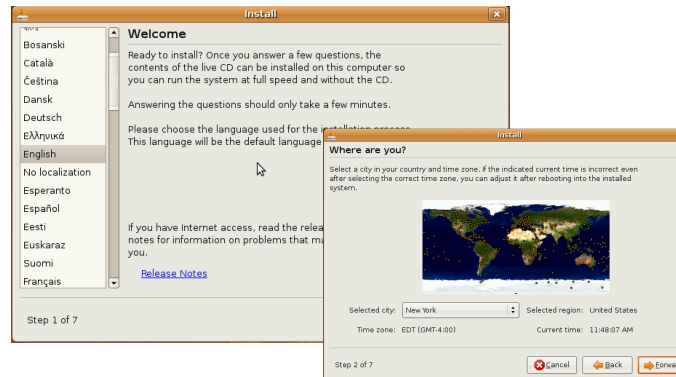 Install
Welcome
Bosanski
Català
Čeština
Dansk
Deutsch
Ελληνικά
English
No localization
Esperanto
Español
Eesti
Euskaraz
Suomi
Français
Ready to install? Once you answer a few questions, the
contents of the live CD can be installed on this computer so
you can run the system at full speed and without the CD.
Answering the questions should only take a few minutes.
Please choose the language used for the
This language will be the default language
If you have Internet access, read the
notes for information on problems that
you.
Release Notes
Step 1 of 7
Install
Where are you?
Select a city in your country and time zone. If the indicated current time is incorrect even
after selecting the correct time zone, you can adjust it after rebooting into the installed
system.
Selected city: New York Selected region: United States
Time zone: EDT (GMT-4:00) Current time: 11:48:07 AM
Step 2 of 7
Cancel Back